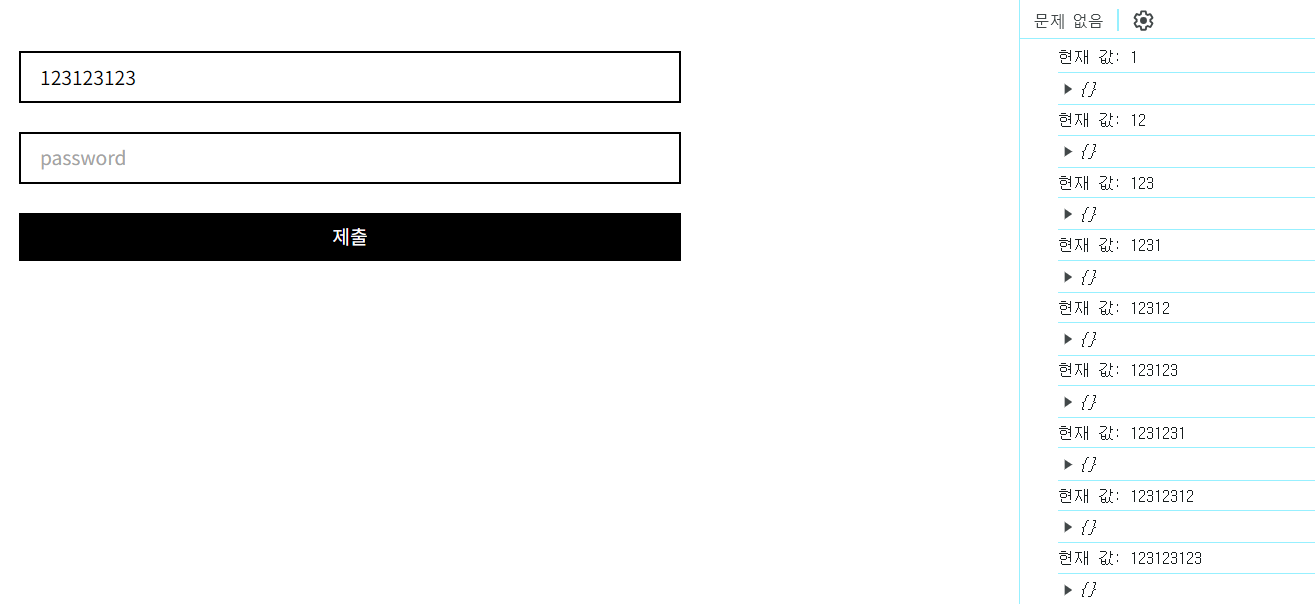 123123123
password
제출
문제 없음
현재 값: 1
▶ {}
현재 값: 12
▶ {}
현재 값: 123
▶ {}
현재 값: 1231
▶ {}
현재 값: 12312
▶ {}
현재 값: 123123
▶ {}
현재 값: 1231231
▶ {}
현재 값: 12312312
▶ {}
현재 값: 123123123
▶ {}